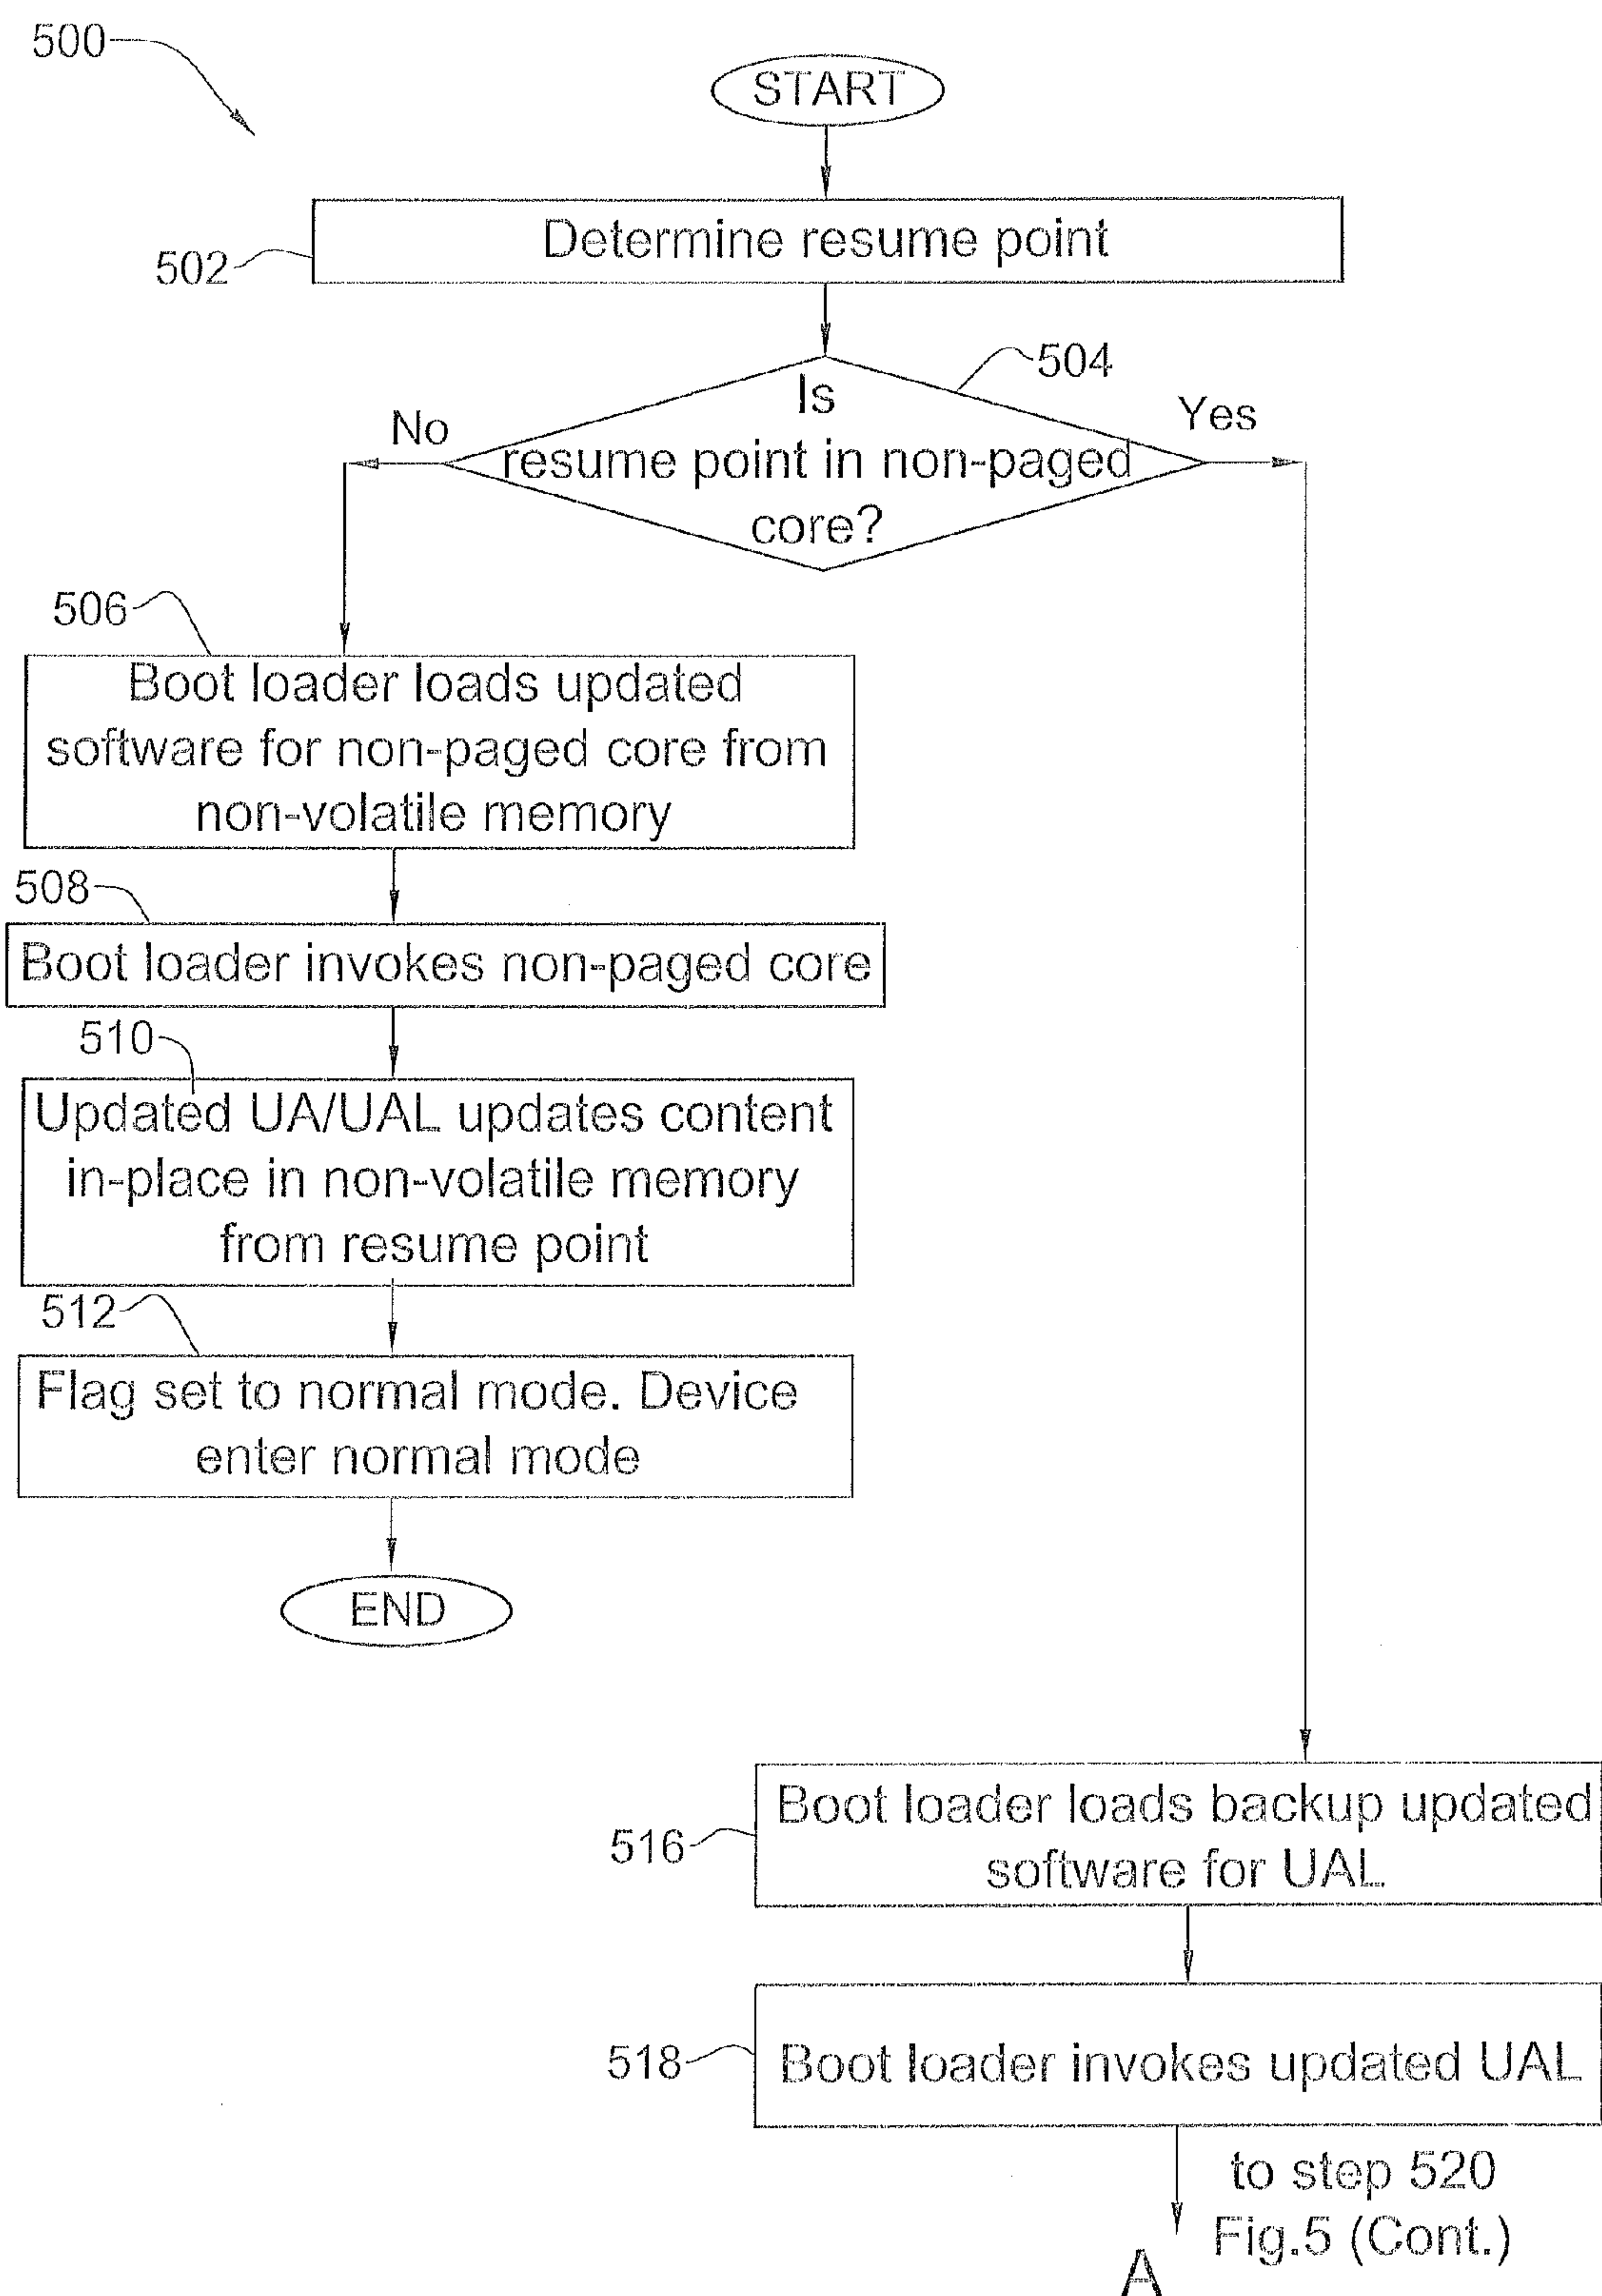 500
START
Determine resume point
502
504
Is
resume point in non-paged
core?
No
Yes
506
Boot loader loads updated
software for non-paged core from
non-volatile memory
508
Boot loader invokes non-paged core
510
Updated UA/UAL updates content
in-place in non-volatile memory
from resume point
512
Flag set to normal mode. Device
enter normal mode
END
516
Boot loader loads backup updated
software for UAL
518
Boot loader invokes updated UAL
to step 520
Fig.5 (Cont.)
A